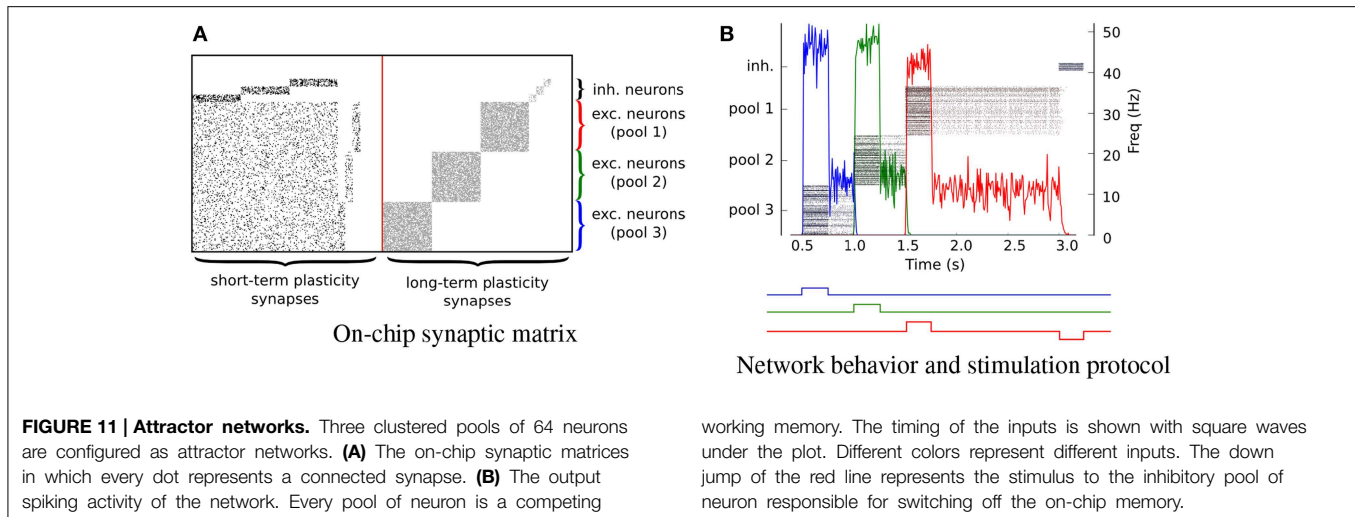 A
inh. neurons
exc. neurons
(pool 1)
exc. neurons
(pool 2)
exc. neurons
(pool 3)
short-term plasticity
synapses
long-term plasticity
synapses
On-chip synaptic matrix
B
inh.
pool 1
pool 2
pool 3
50
40
30
20
10
0
Freq (Hz)
0.5 1.0 1.5 2.0 2.5 3.0
Time (s)
Network behavior and stimulation protocol
FIGURE 11 | Attractor networks. Three clustered pools of 64 neurons
are configured as attractor networks. (A) The on-chip synaptic matrices
in which every dot represents a connected synapse. (B) The output
spiking activity of the network. Every pool of neuron is a competing
working memory. The timing of the inputs is shown with square waves
under the plot. Different colors represent different inputs. The down
jump of the red line represents the stimulus to the inhibitory pool of
neuron responsible for switching off the on-chip memory.